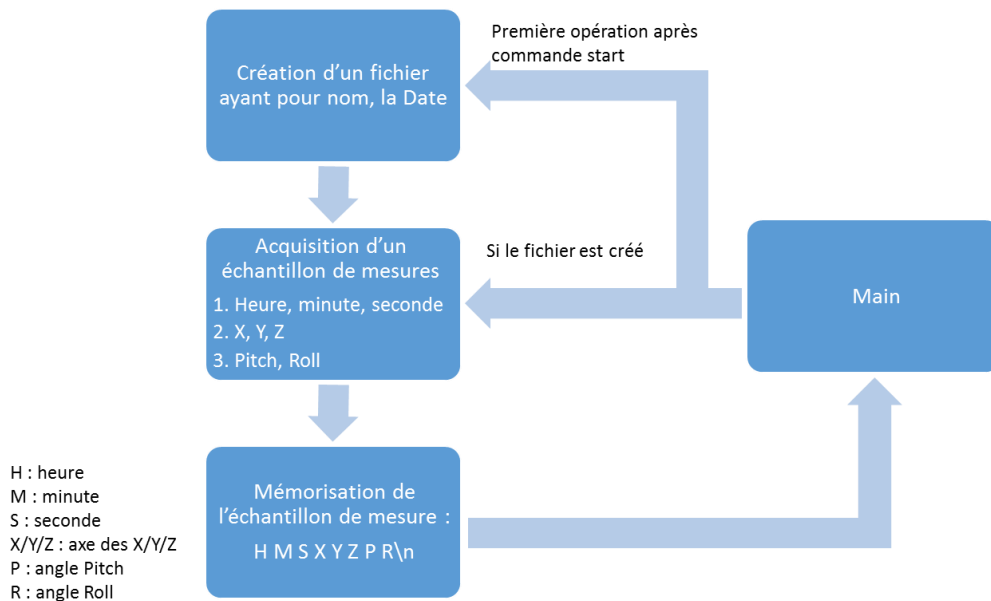 Création d'un fichier
ayant pour nom, la Date
Première opération après
commande start
Acquisition d'un
échantillon de mesures
1. Heure, minute, seconde
2. X, Y, Z
3. Pitch, Roll
Si le fichier est créé
Main
Mémorisation de
l'échantillon de mesure :
H M S X Y Z P R\n
H : heure
M : minute
S : seconde
X/Y/Z : axe des X/Y/Z
P : angle Pitch
R : angle Roll